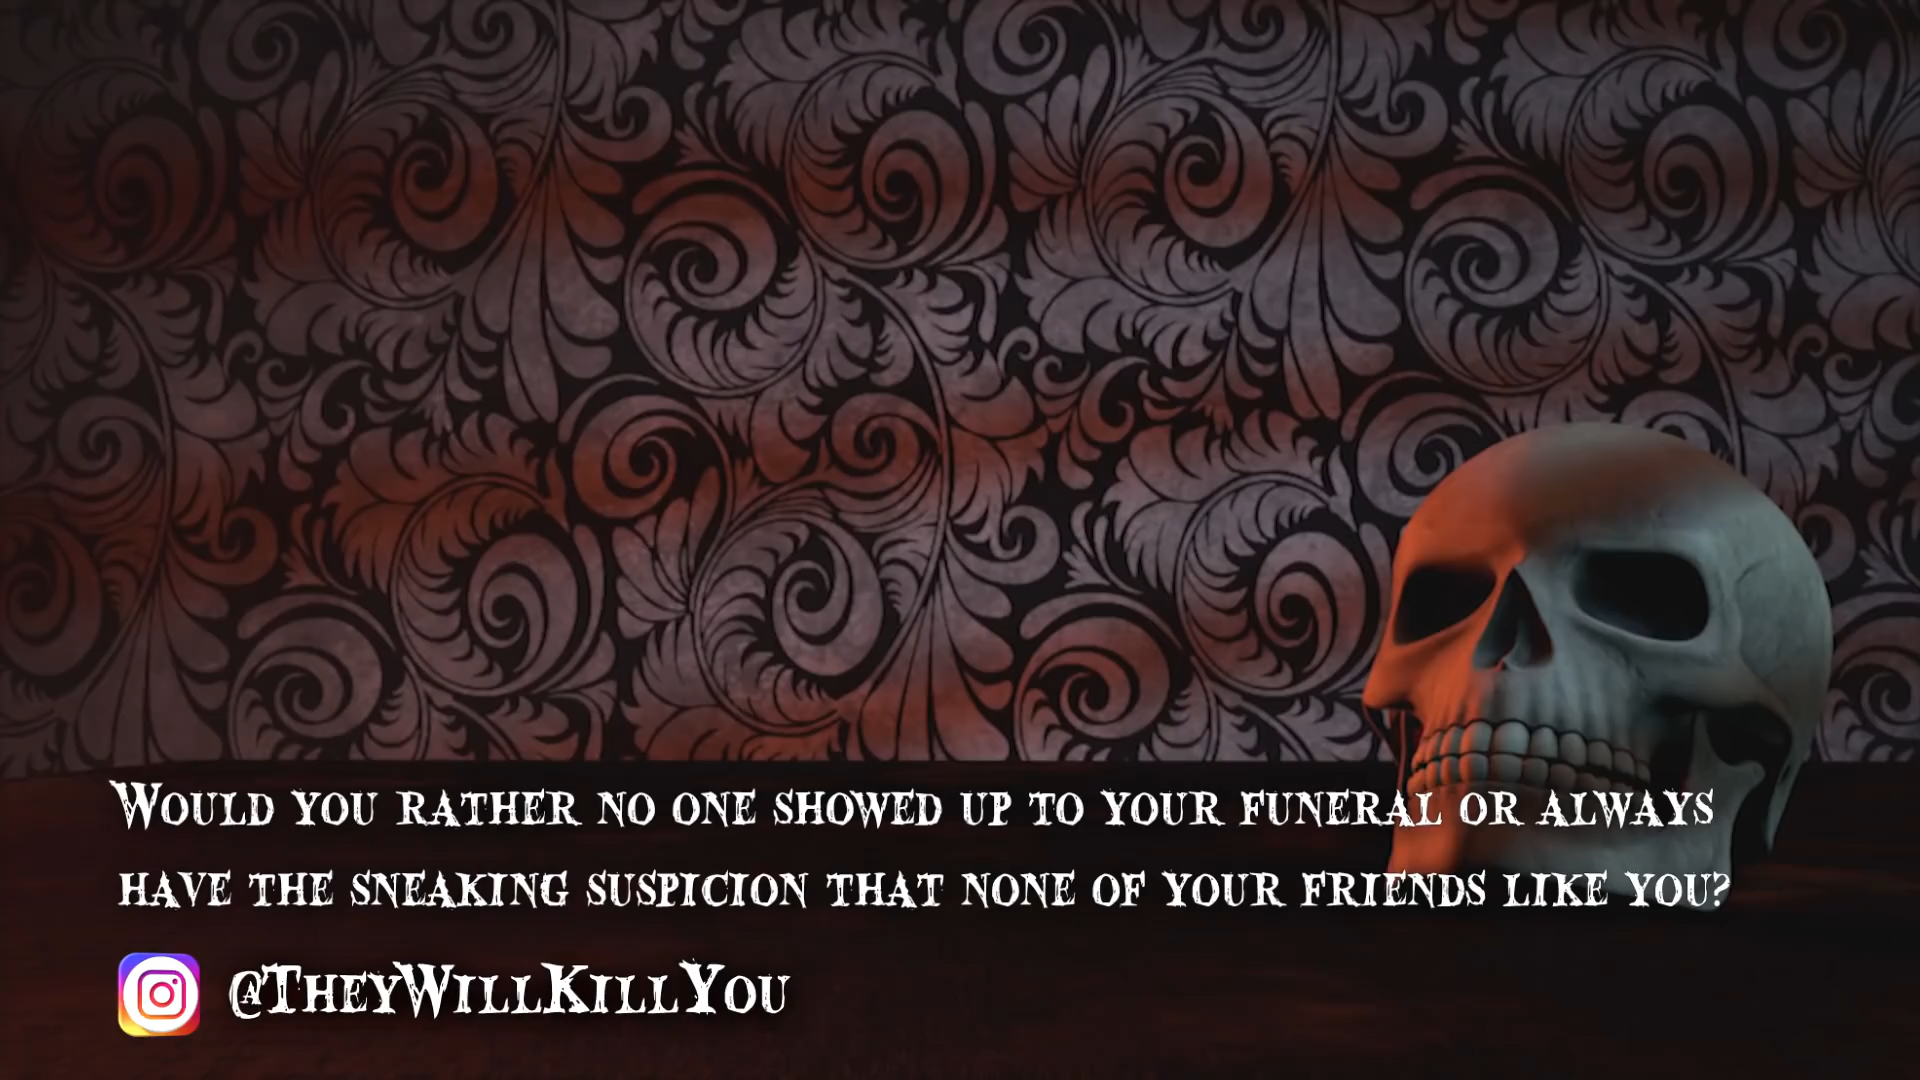 Would you rather no one showed up to your funeral or always
have the sneaking suspicion that none of your friends like you?
@TheyWillKillYou